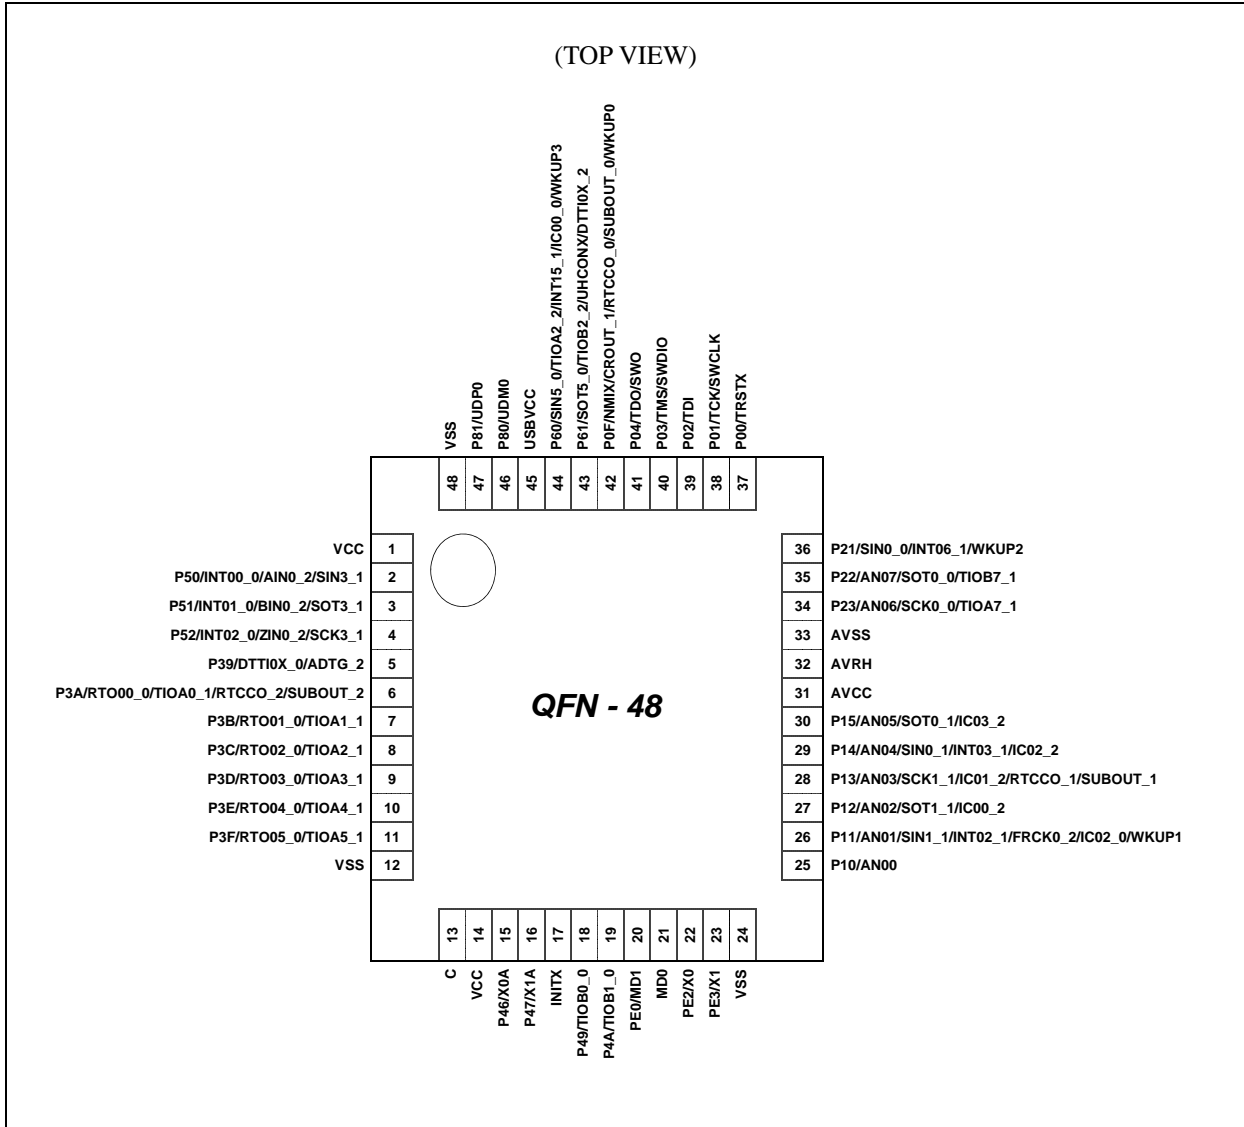 (TOP VIEW)
VSS
P81/UDP0
P80/UDM0
USBVCC
P60/SIN5_0/TIOA2_2/INT15_1/IC00_0/WKUP3
P61/SOT5_0/TIOB2_2/UHCONX/DTTI0X_2
P0F/NMIX/CROUT_1/RTCCO_0/SUBOUT_0/WKUP0
P04/TDO/SWO
P03/TMS/SWDIO
P02/TDI
P01/TCK/SWCLK
P00/TRSTX
48
47
46
45
44
43
42
41
40
39
38
37
VCC 1
P50/INT00_0/AIN0_2/SIN3_1 2
P51/INT01_0/BIN0_2/SOT3_1 3
P52/INT02_0/ZIN0_2/SCK3_1 4
P39/DTTI0X_0/ADTG_2 5
P3A/RTO00_0/TIOA0_1/RTCCO_2/SUBOUT_2 6
P3B/RTO01_0/TIOA1_1 7
P3C/RTO02_0/TIOA2_1 8
P3D/RTO03_0/TIOA3_1 9
P3E/RTO04_0/TIOA4_1 10
P3F/RTO05_0/TIOA5_1 11
VSS 12
QFN - 48
36 P21/SIN0_0/INT06_1/WKUP2
35 P22/AN07/SOT0_0/TIOB7_1
34 P23/AN06/SCK0_0/TIOA7_1
33 AVSS
32 AVRH
31 AVCC
30 P15/AN05/SOT0_1/IC03_2
29 P14/AN04/SIN0_1/INT03_1/IC02_2
28 P13/AN03/SCK1_1/IC01_2/RTCCO_1/SUBOUT_1
27 P12/AN02/SOT1_1/IC00_2
26 P11/AN01/SIN1_1/INT02_1/FRCK0_2/IC02_0/WKUP1
25 P10/AN00
13
14
15
16
17
18
19
20
21
22
23
24
C
VCC
P46/X0A
P47/X1A
INITX
P49/TIOB0_0
P4A/TIOB1_0
PE0/MD1
MD0
PE2/X0
PE3/X1
VSS